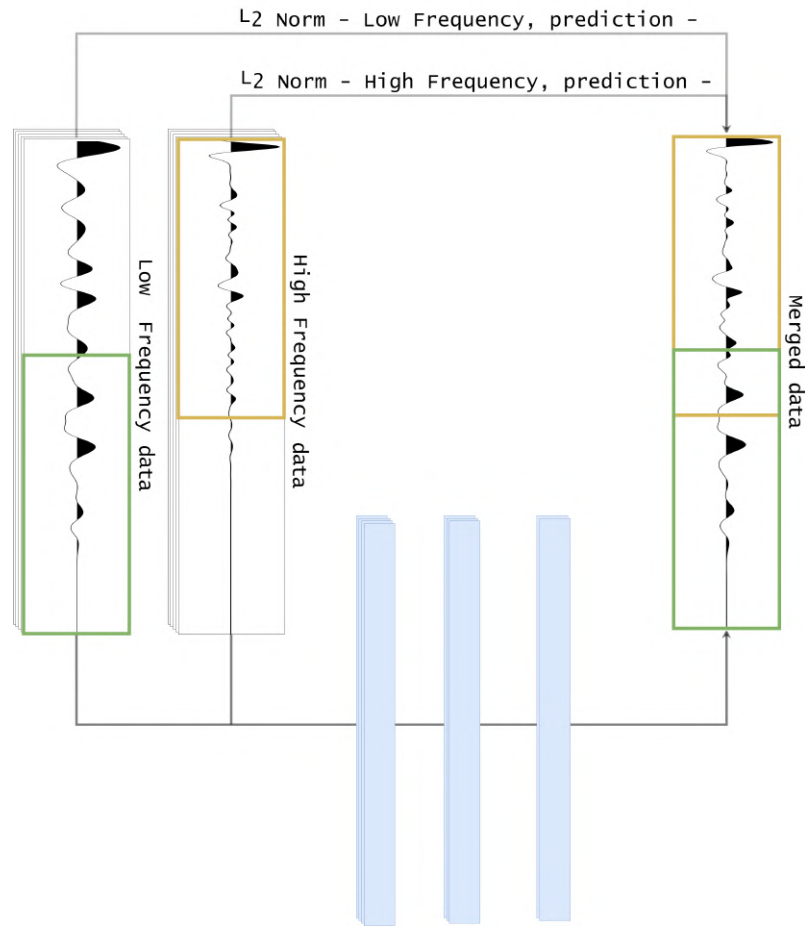 L2 Norm - Low Frequency, prediction -
L2 Norm - High Frequency, prediction -
Low Frequency data
High Frequency data
Merged data